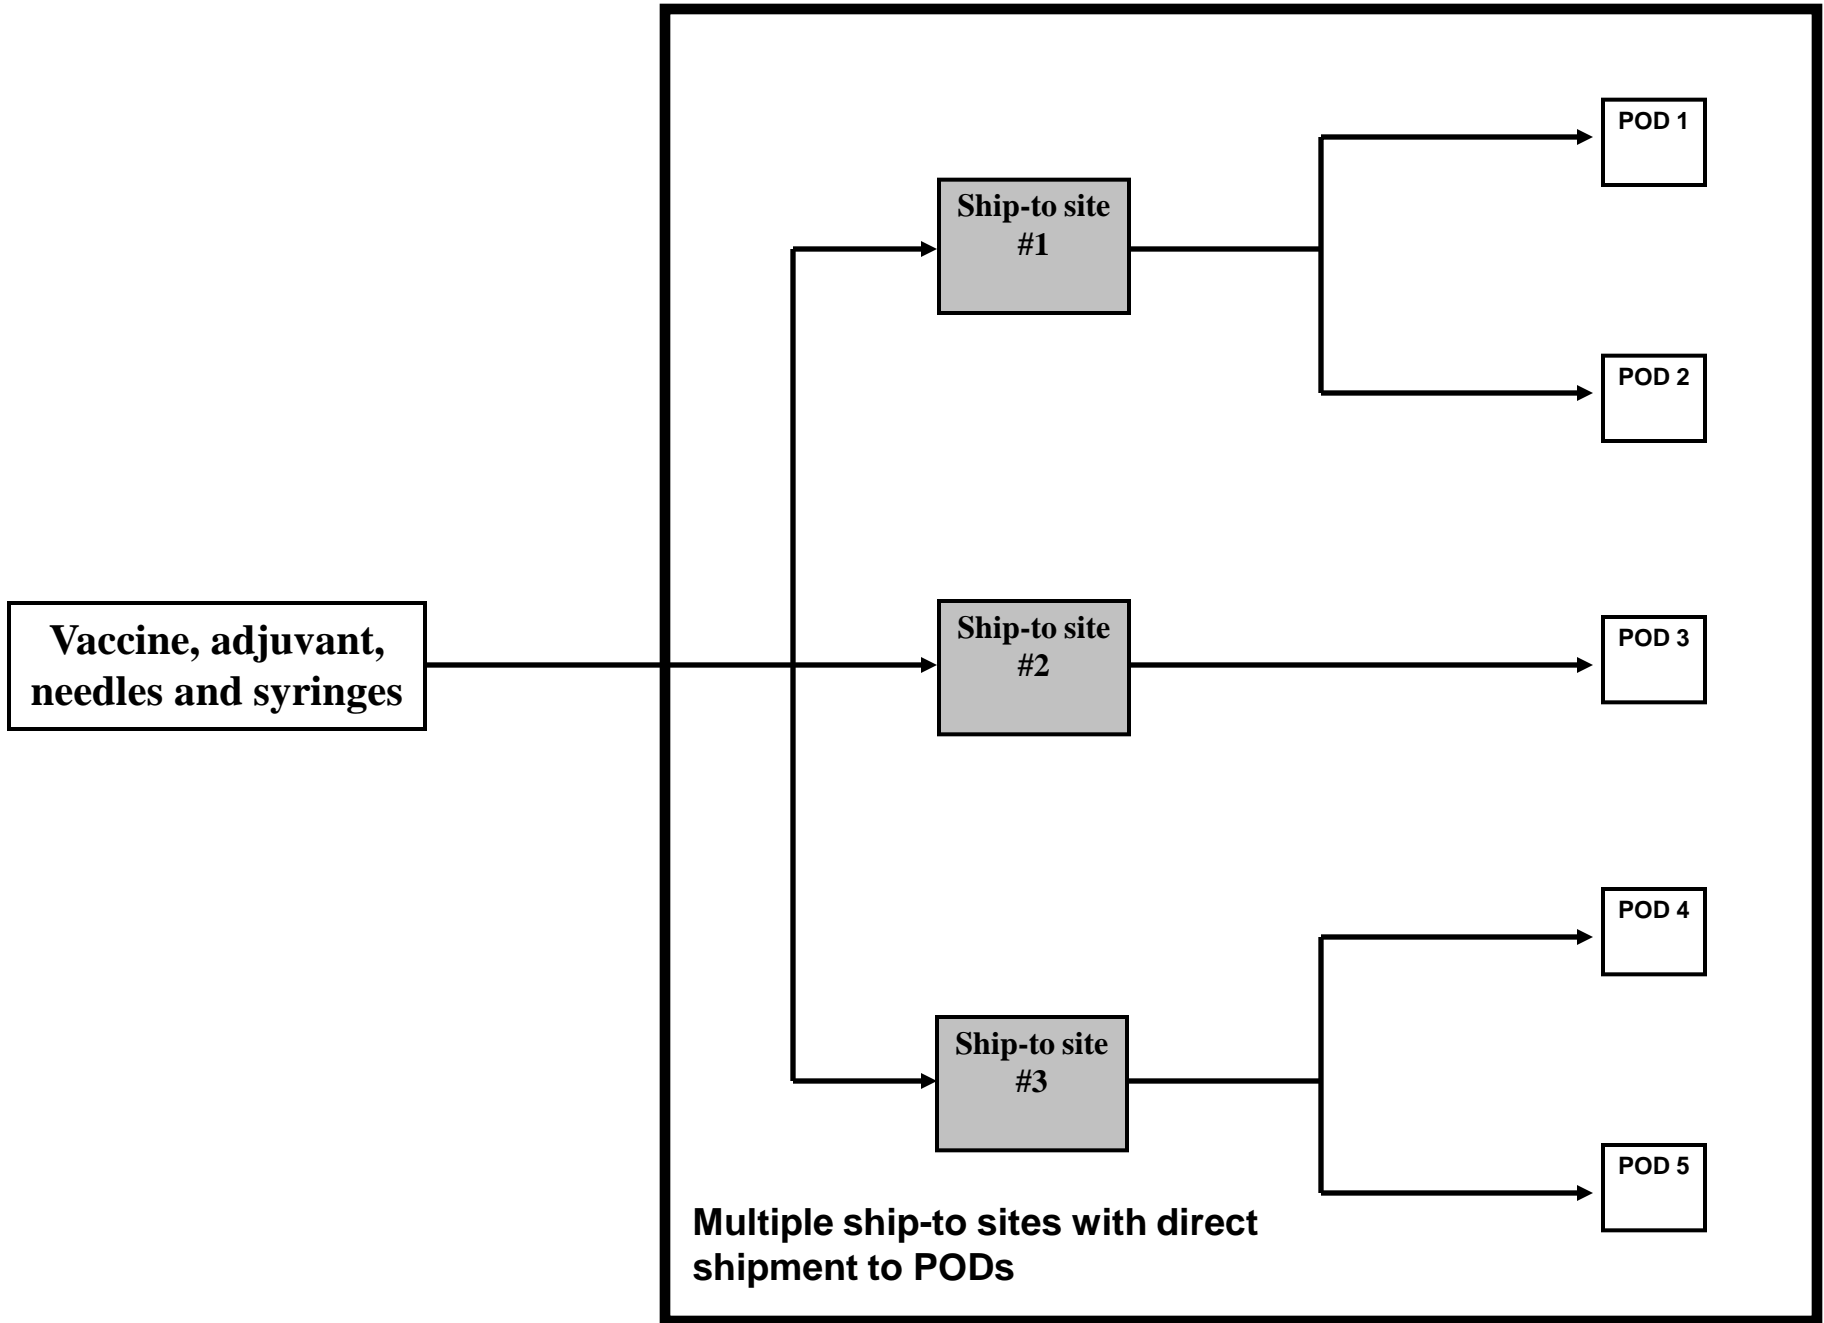 POD 1
Ship-to site
#1
POD 2
Vaccine, adjuvant,
needles and syringes
Ship-to site
#2
POD 3
POD 4
Ship-to site
#3
POD 5
Multiple ship-to sites with direct
shipment to PODs